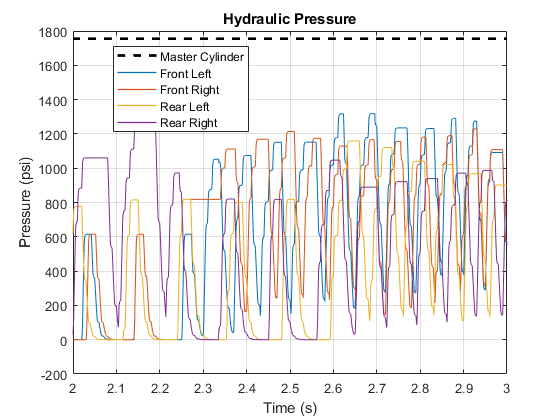 Hydraulic Pressure
1800
1600
1400
1200
1000
800
600
400
200
0
-200
Pressure (psi)
Master Cylinder
Front Left
Front Right
Rear Left
Rear Right
2 2.1 2.2 2.3 2.4 2.5 2.6 2.7 2.8 2.9 3
Time (s)